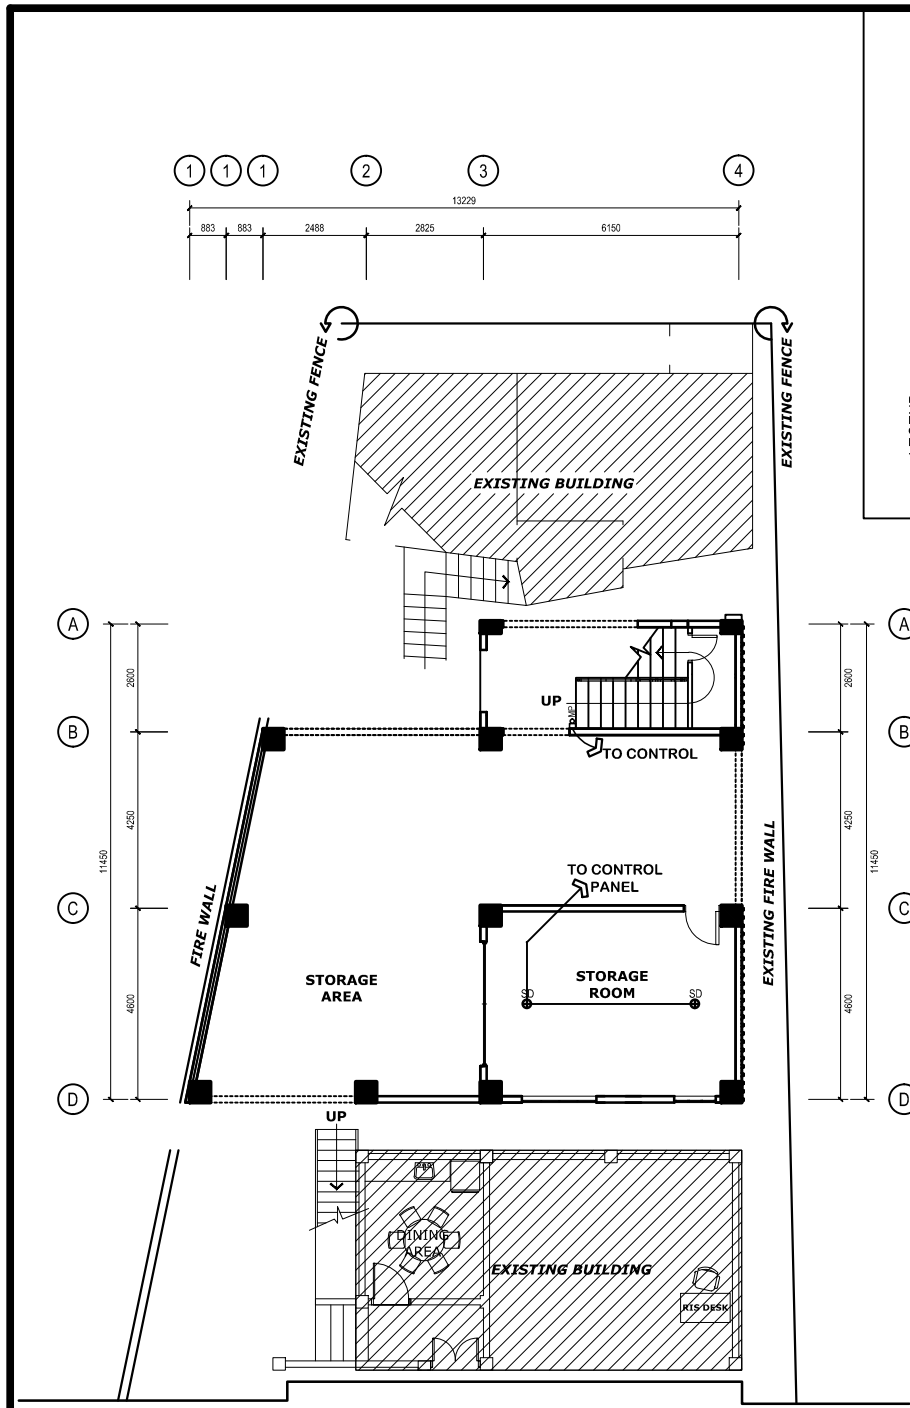 1 1 1 2 3 4
13229
883 883 2488 2825 6150
EXISTING FENCE
EXISTING FENCE
EXISTING BUILDING
A A
2600 2600
UP
MP
B B
TO CONTROL
4250 4250
11450 11450
TO CONTROL
PANEL
FIRE WALL
EXISTING FIRE WALL
C C
STORAGE
AREA
STORAGE
ROOM
SD SD
4600 4600
D D
UP
DINING
AREA
EXISTING BUILDING
RIS DESK